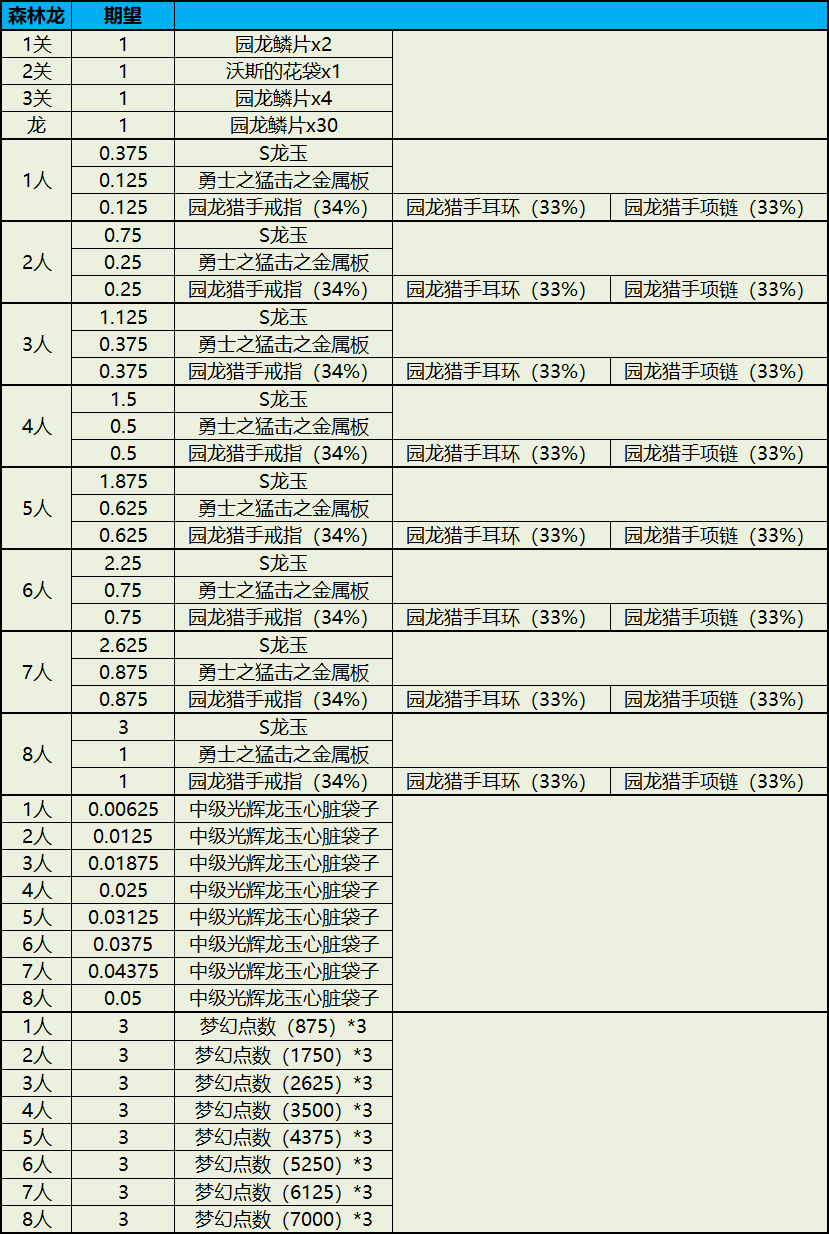 森林龙 期望
1关 1 园龙鳞片x2
2关 1 沃斯的花袋x1
3关 1 园龙鳞片x4
龙 1 园龙鳞片x30
0.375 S龙玉
1人 0.125 勇士之猛击之金属板
0.125 园龙猎手戒指（34%） 园龙猎手耳环（33%） 园龙猎手项链（33%）
0.75 S龙玉
2人 0.25 勇士之猛击之金属板
0.25 园龙猎手戒指（34%） 园龙猎手耳环（33%） 园龙猎手项链（33%）
1.125 S龙玉
3人 0.375 勇士之猛击之金属板
0.375 园龙猎手戒指（34%） 园龙猎手耳环（33%） 园龙猎手项链（33%）
1.5 S龙玉
4人 0.5 勇士之猛击之金属板
0.5 园龙猎手戒指（34%） 园龙猎手耳环（33%） 园龙猎手项链（33%）
1.875 S龙玉
5人 0.625 勇士之猛击之金属板
0.625 园龙猎手戒指（34%） 园龙猎手耳环（33%） 园龙猎手项链（33%）
2.25 S龙玉
6人 0.75 勇士之猛击之金属板
0.75 园龙猎手戒指（34%） 园龙猎手耳环（33%） 园龙猎手项链（33%）
2.625 S龙玉
7人 0.875 勇士之猛击之金属板
0.875 园龙猎手戒指（34%） 园龙猎手耳环（33%） 园龙猎手项链（33%）
3 S龙玉
8人 1 勇士之猛击之金属板
1 园龙猎手戒指（34%） 园龙猎手耳环（33%） 园龙猎手项链（33%）
1人 0.00625 中级光辉龙玉心脏袋子
2人 0.0125 中级光辉龙玉心脏袋子
3人 0.01875 中级光辉龙玉心脏袋子
4人 0.025 中级光辉龙玉心脏袋子
5人 0.03125 中级光辉龙玉心脏袋子
6人 0.0375 中级光辉龙玉心脏袋子
7人 0.04375 中级光辉龙玉心脏袋子
8人 0.05 中级光辉龙玉心脏袋子
1人 3 梦幻点数（875）*3
2人 3 梦幻点数（1750）*3
3人 3 梦幻点数（2625）*3
4人 3 梦幻点数（3500）*3
5人 3 梦幻点数（4375）*3
6人 3 梦幻点数（5250）*3
7人 3 梦幻点数（6125）*3
8人 3 梦幻点数（7000）*3